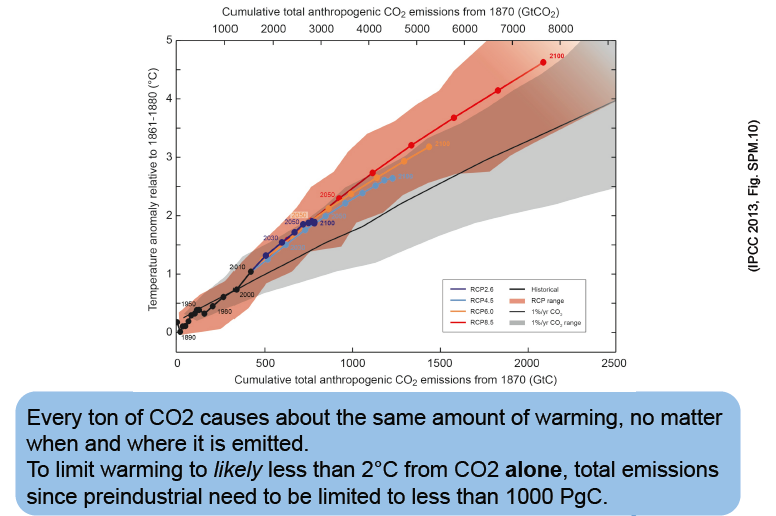 Cumulative total anthropogenic CO₂ emissions from 1870 (GtCO₂)
1000 2000 3000 4000 5000 6000 7000 8000
Temperature anomaly relative to 1861-1880 (°C)
5
4
3
2
1
0
2100
2050
2050
2100
2030
2010
2000
1980
1950
1890
RCP2.6 Historical
RCP4.5 RCP range
RCP6.0 1%/yr CO₂
RCP8.5 1%/yr CO₂ range
0 500 1000 1500 2000 2500
Cumulative total anthropogenic CO₂ emissions from 1870 (GtC)
(IPCC 2013, Fig. SPM.10)
Every ton of CO2 causes about the same amount of warming, no matter
when and where it is emitted.
To limit warming to likely less than 2°C from CO2 alone, total emissions
since preindustrial need to be limited to less than 1000 PgC.